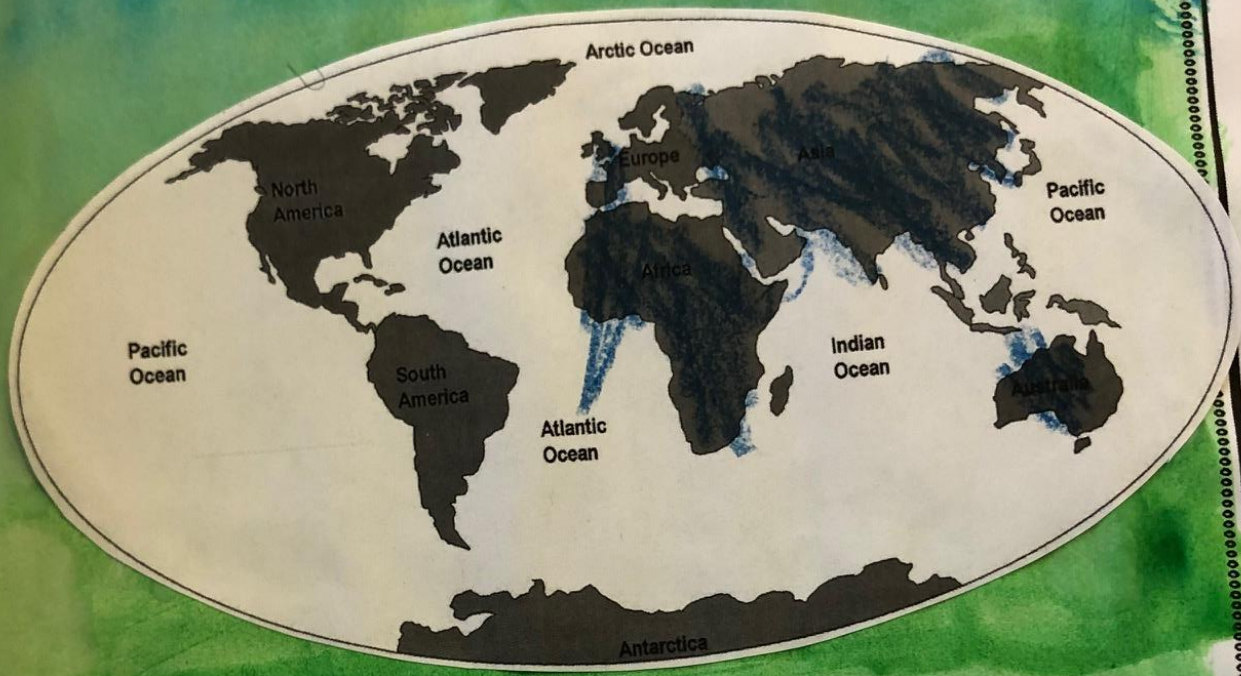 Arctic Ocean
Europe
Asia
North
America
Pacific
Ocean
Atlantic
Ocean
Africa
Pacific
Ocean
Indian
Ocean
South
America
Australia
Atlantic
Ocean
Antarctica